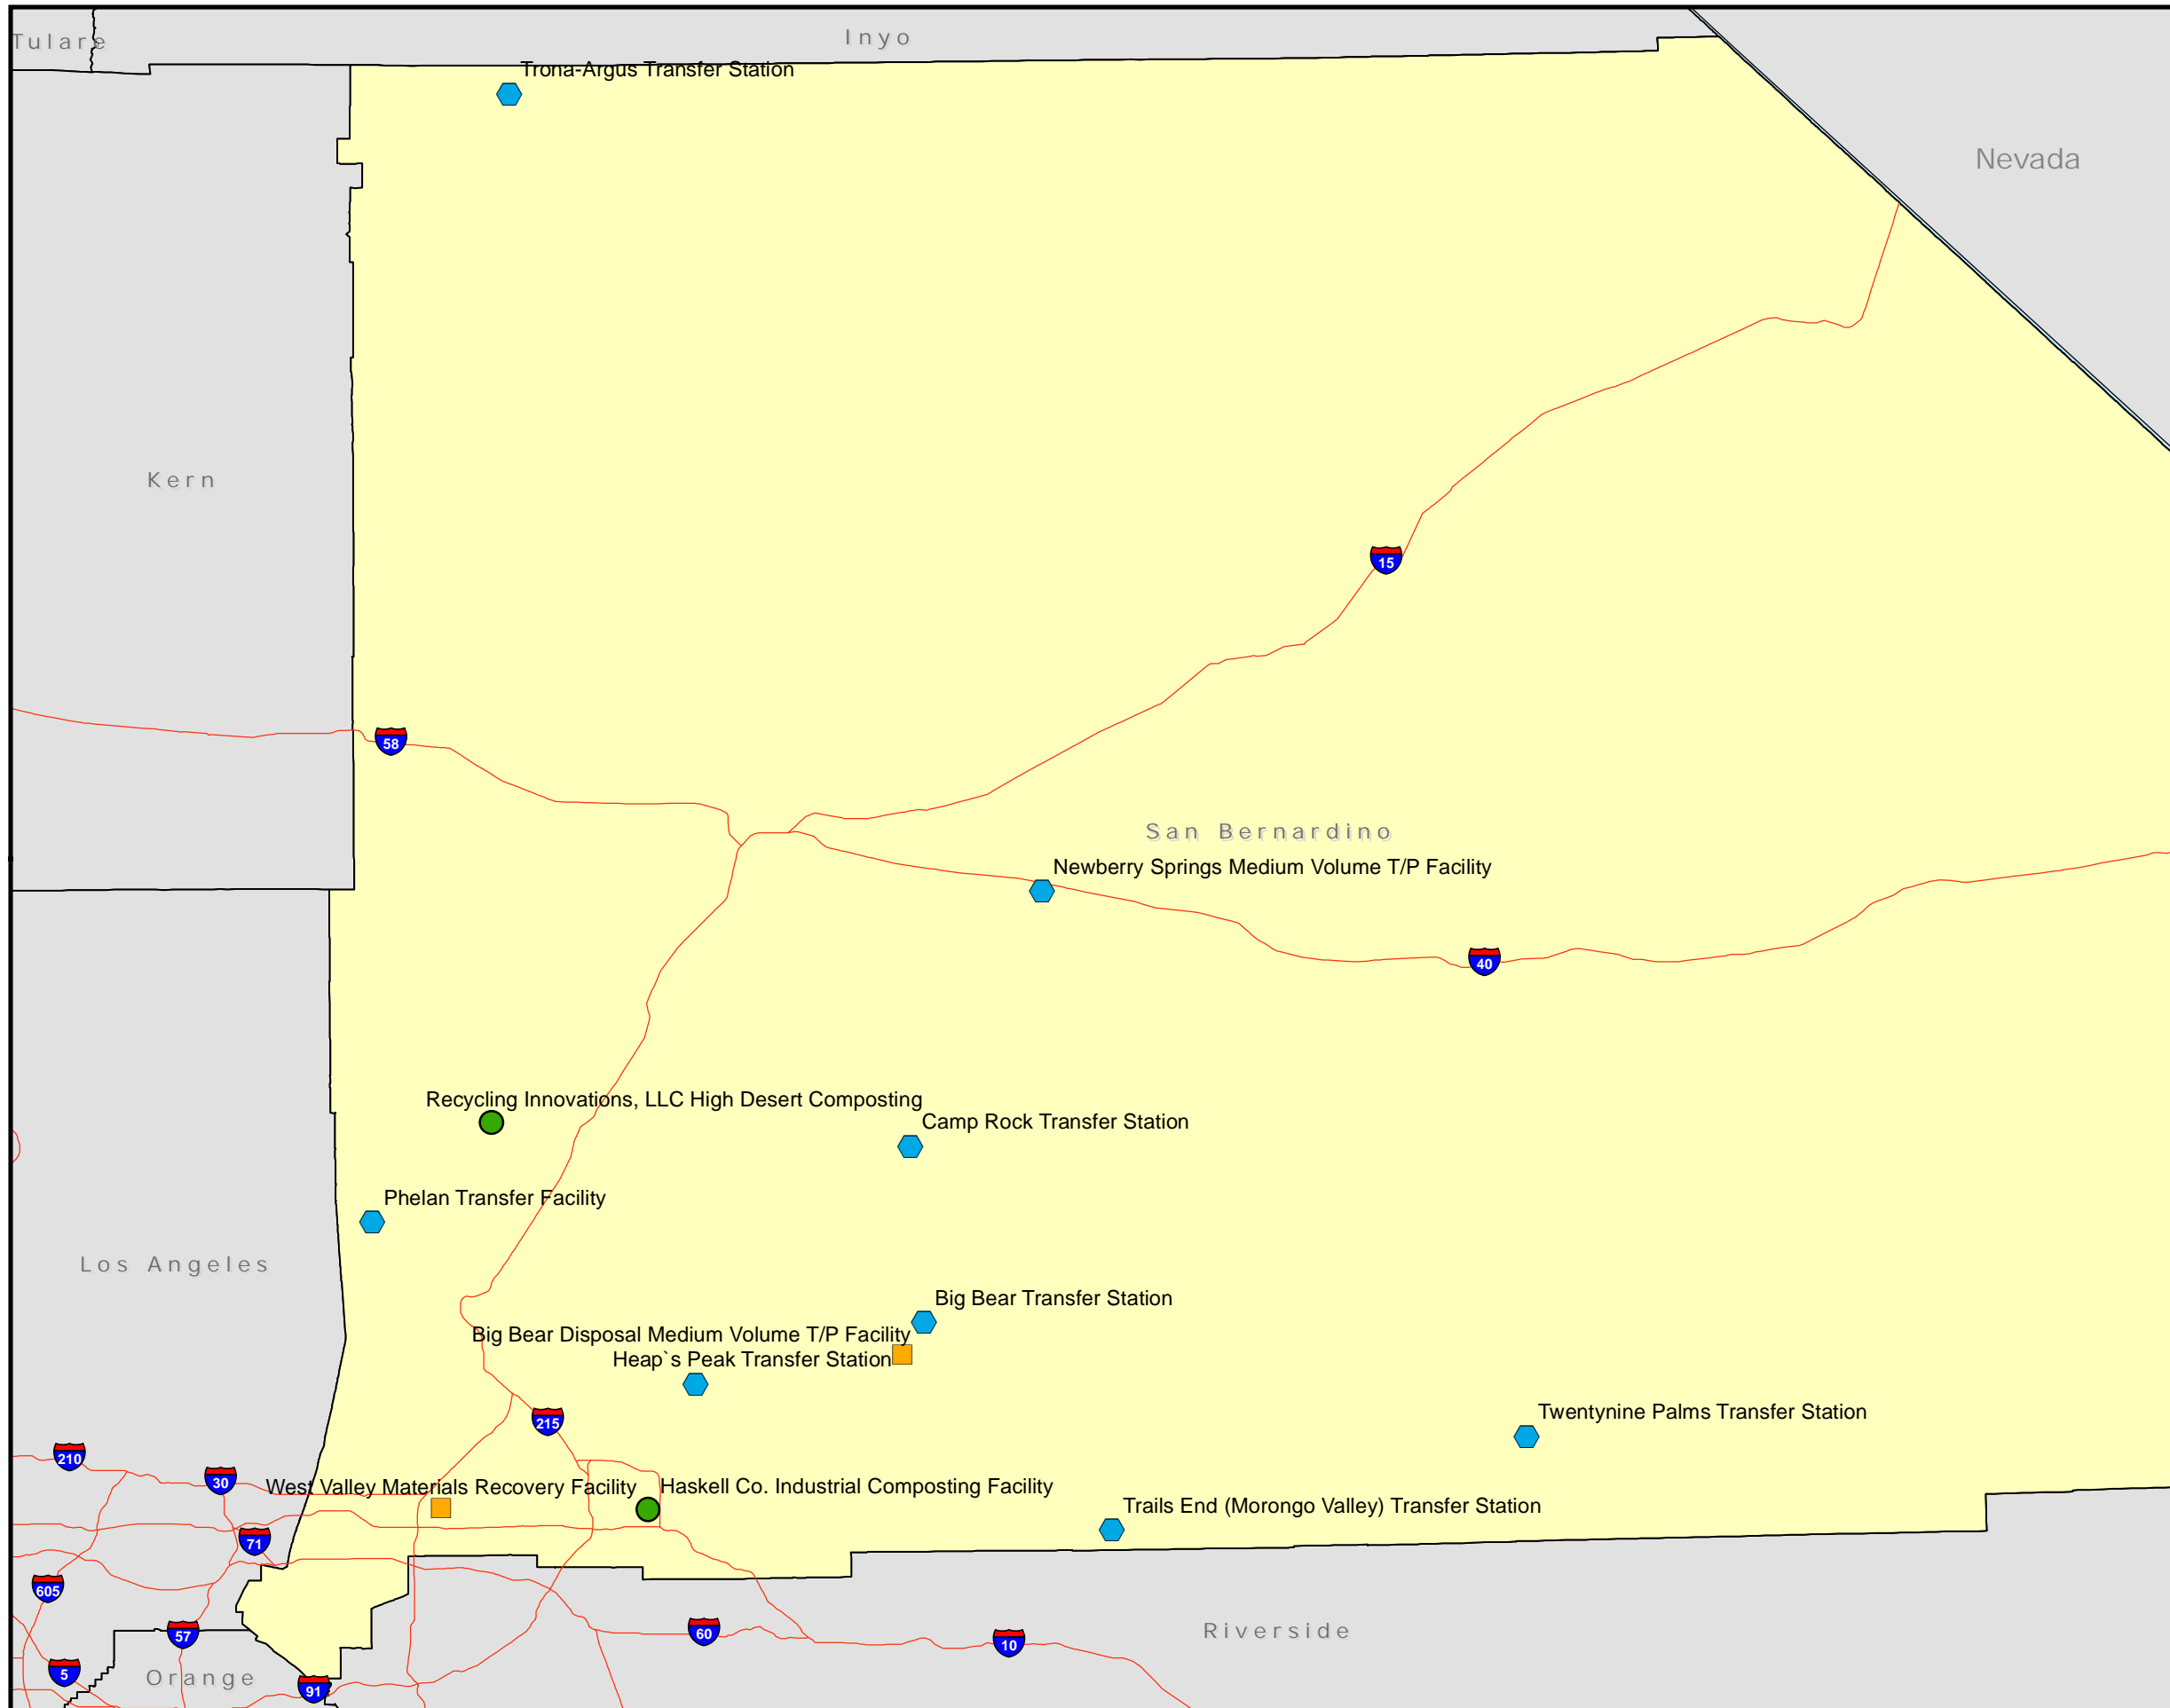 Tulare
Inyo
Trona-Argus Transfer Station
Nevada
Kern
15
58
San Bernardino
Newberry Springs Medium Volume T/P Facility
40
Recycling Innovations, LLC High Desert Composting
Camp Rock Transfer Station
Phelan Transfer Facility
Los Angeles
Big Bear Transfer Station
Big Bear Disposal Medium Volume T/P Facility
Heap`s Peak Transfer Station
Twentynine Palms Transfer Station
215
210
30
West Valley Materials Recovery Facility
Haskell Co. Industrial Composting Facility
Trails End (Morongo Valley) Transfer Station
71
605
57
60
Riverside
10
5
Orange
91